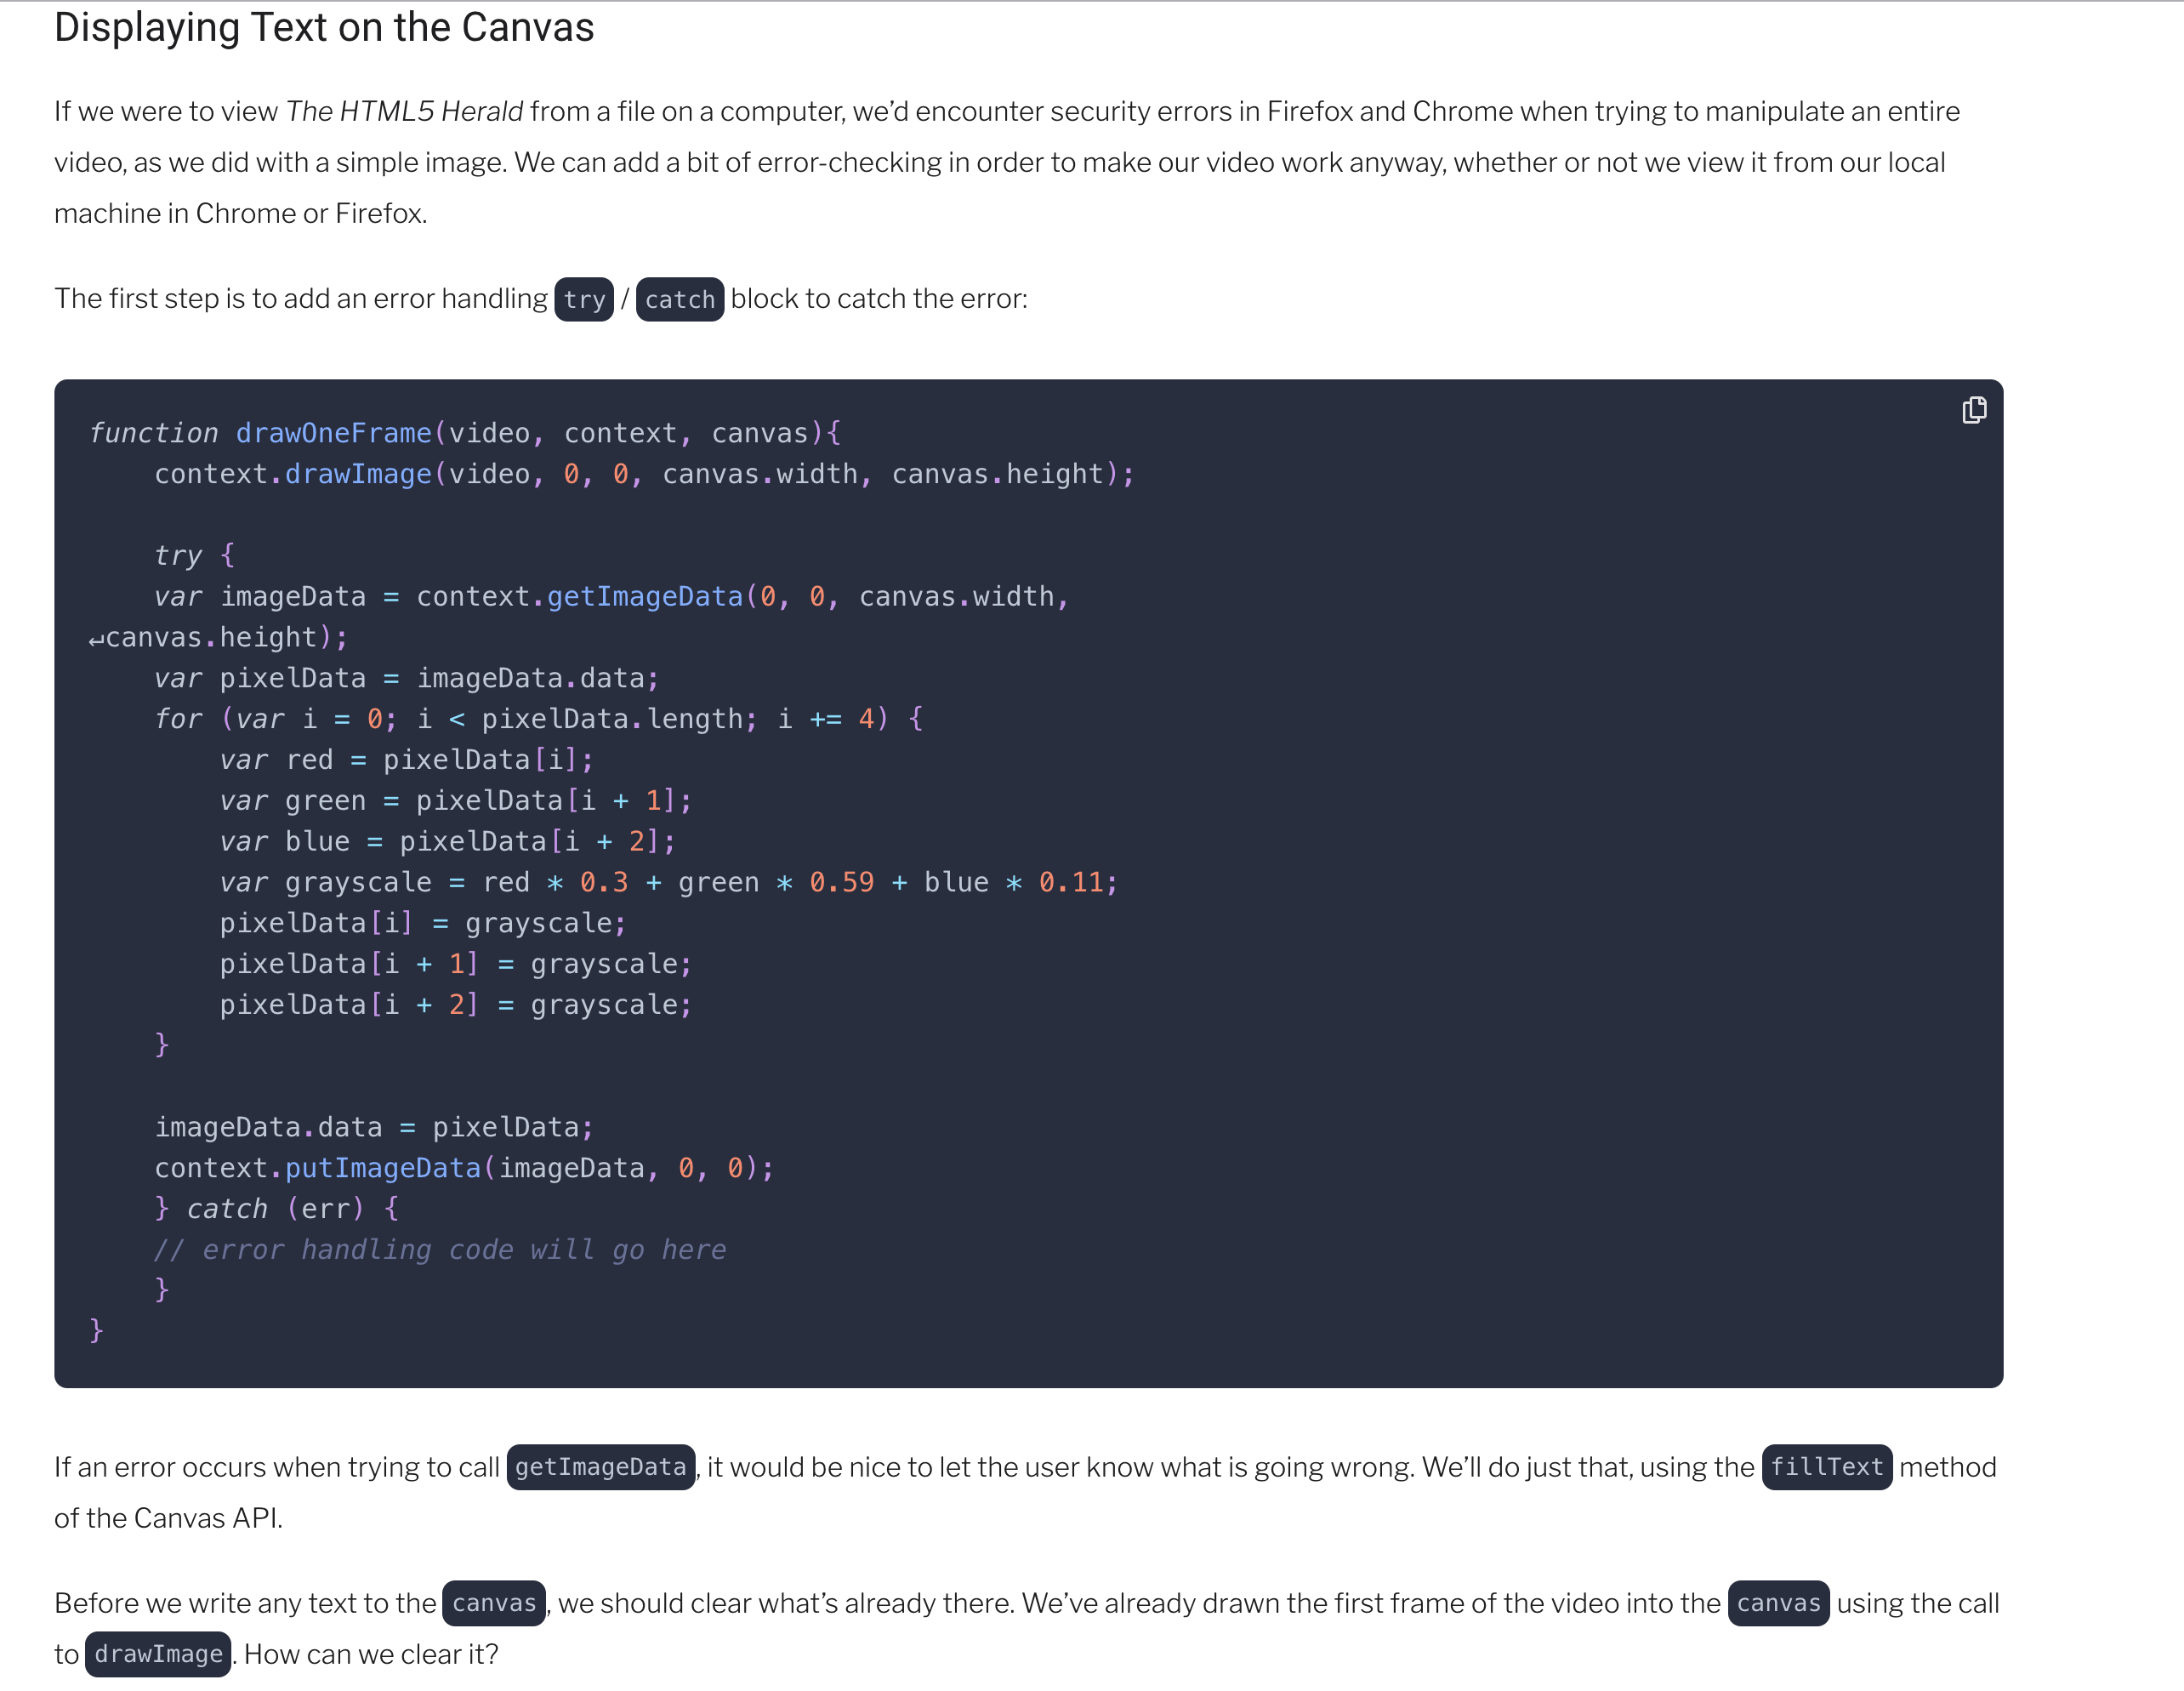 Displaying Text on the Canvas
If we were to view The HTML5 Herald from a file on a computer, we’d encounter security errors in Firefox and Chrome when trying to manipulate an entire
video, as we did with a simple image. We can add a bit of error-checking in order to make our video work anyway, whether or not we view it from our local
machine in Chrome or Firefox.
The first step is to add an error handling try / catch block to catch the error:
function drawOneFrame(video, context, canvas){
    context.drawImage(video, 0, 0, canvas.width, canvas.height);
    try {
    var imageData = context.getImageData(0, 0, canvas.width,
↵canvas.height);
    var pixelData = imageData.data;
    for (var i = 0; i < pixelData.length; i += 4) {
        var red = pixelData[i];
        var green = pixelData[i + 1];
        var blue = pixelData[i + 2];
        var grayscale = red * 0.3 + green * 0.59 + blue * 0.11;
        pixelData[i] = grayscale;
        pixelData[i + 1] = grayscale;
        pixelData[i + 2] = grayscale;
    }
    imageData.data = pixelData;
    context.putImageData(imageData, 0, 0);
    } catch (err) {
    // error handling code will go here
    }
}
If an error occurs when trying to call getImageData, it would be nice to let the user know what is going wrong. We’ll do just that, using the fillText method
of the Canvas API.
Before we write any text to the canvas, we should clear what’s already there. We’ve already drawn the first frame of the video into the canvas using the call
to drawImage. How can we clear it?